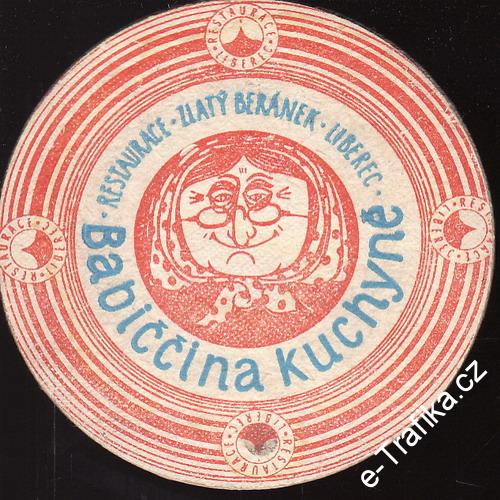 RESTAURACE · LIBEREC ·
· RESTAURACE · ZLATÝ BERÁNEK · LIBEREC ·
Babiččina kuchyně
RESTAURACE · LIBEREC ·
RESTAURACE · LIBEREC ·
RESTAURACE · LIBEREC ·
e-Trafika.cz